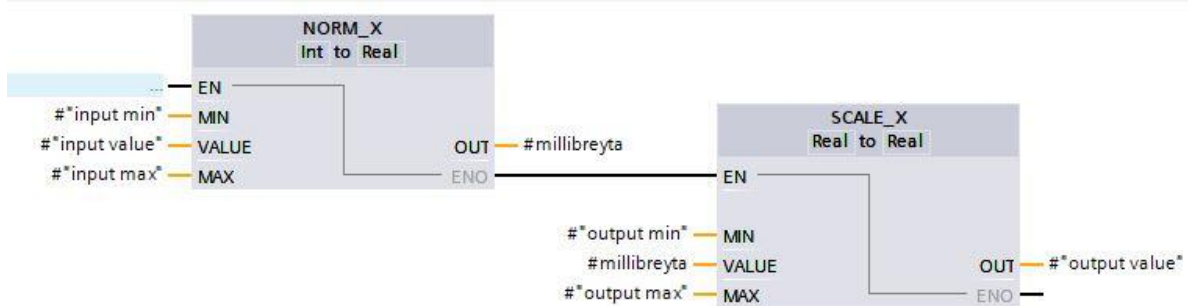 NORM_X
Int to Real
...
EN
#"input min"
MIN
#"input value"
VALUE
OUT
#millibreyta
#"input max"
MAX
ENO
SCALE_X
Real to Real
EN
#"output min"
MIN
#millibreyta
VALUE
OUT
#"output value"
#"output max"
MAX
ENO